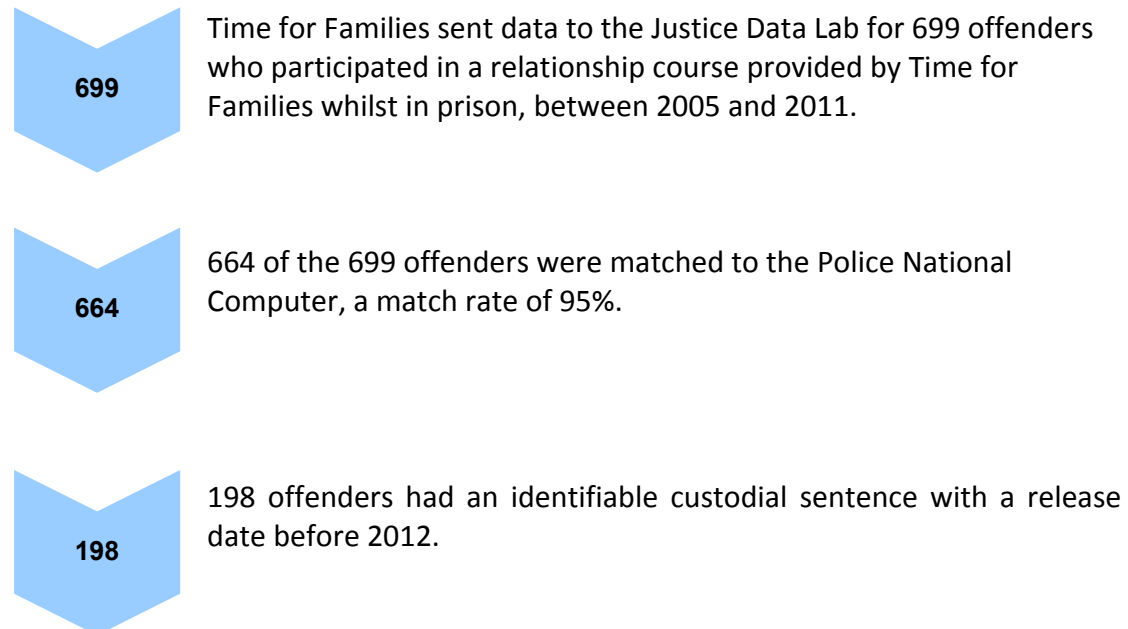 Time for Families sent data to the Justice Data Lab for 699 offenders
who participated in a relationship course provided by Time for
Families whilst in prison, between 2005 and 2011.
699
664 of the 699 offenders were matched to the Police National
Computer, a match rate of 95%.
664
198 offenders had an identifiable custodial sentence with a release
date before 2012.
198